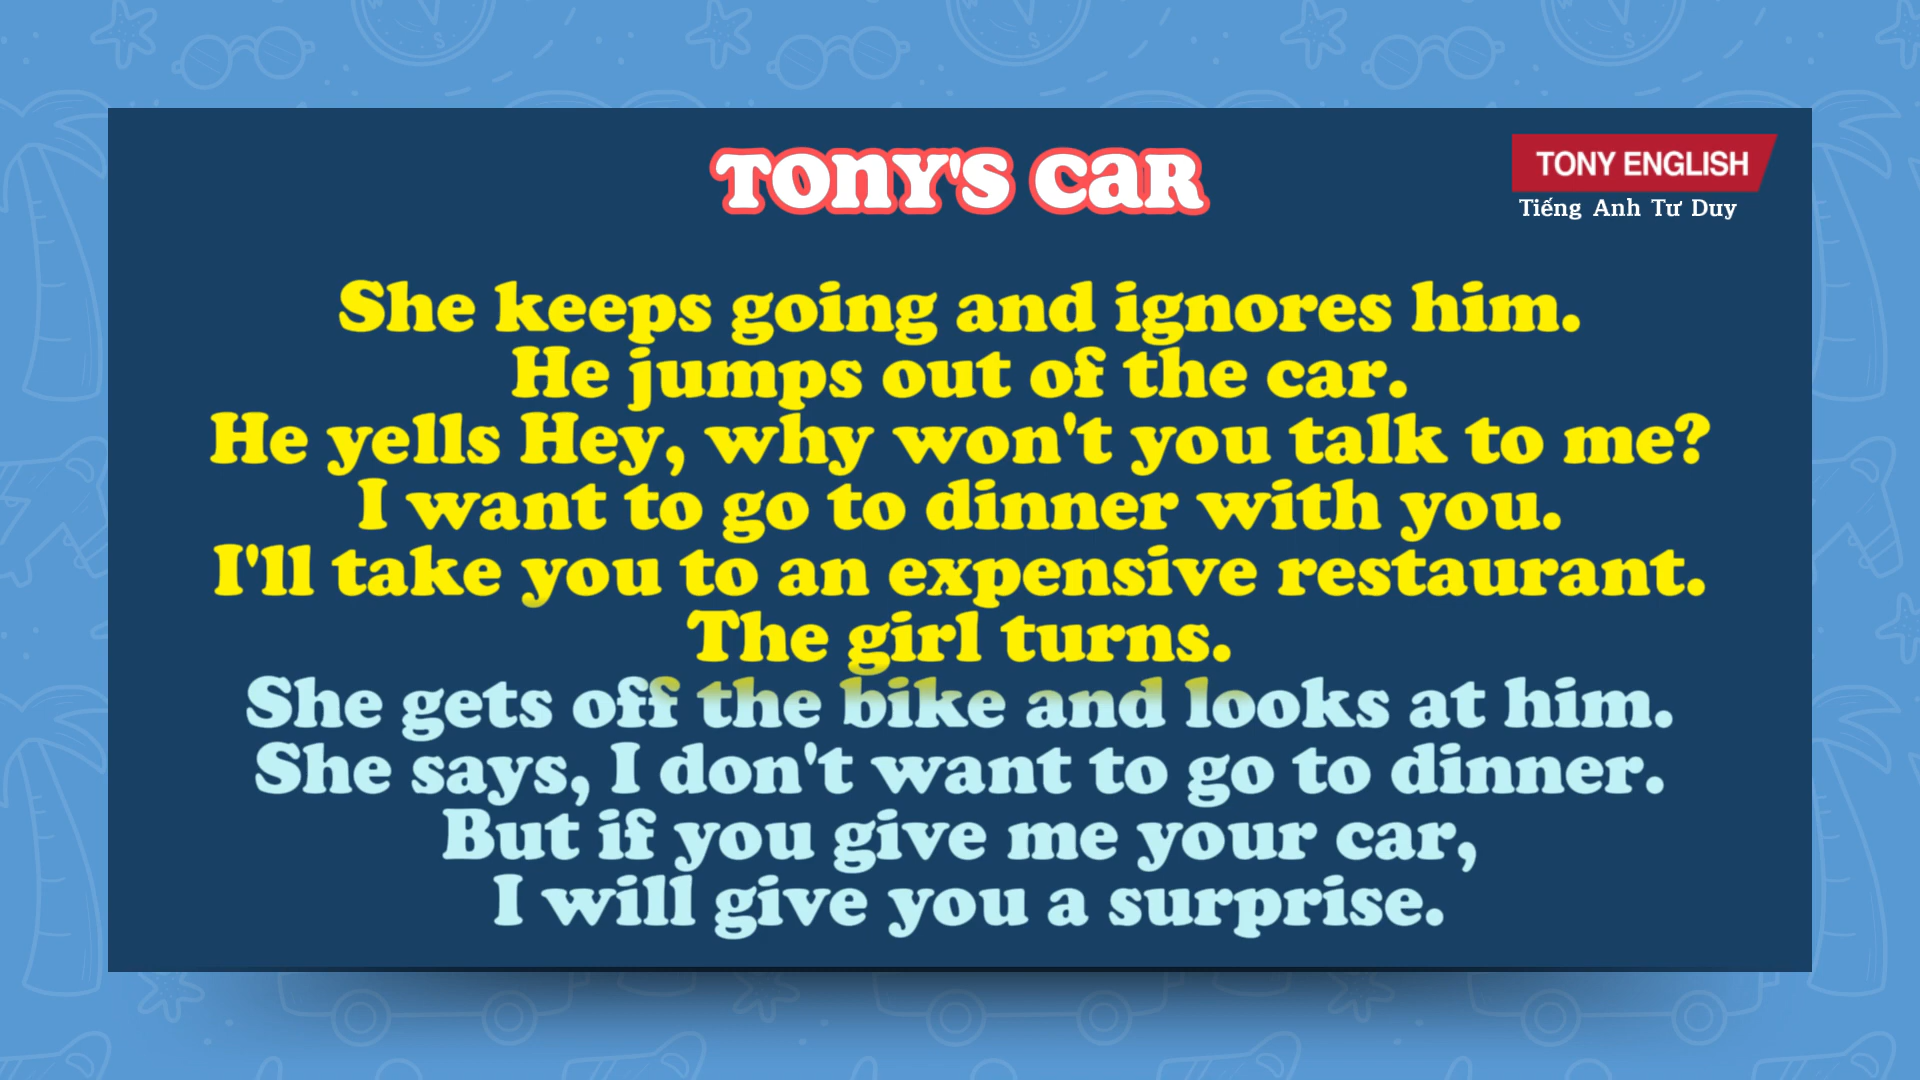 TONY'S CAR
TONY ENGLISH
Tiếng Anh Tư Duy
She keeps going and ignores him.
He jumps out of the car.
He yells Hey, why won't you talk to me?
I want to go to dinner with you.
I'll take you to an expensive restaurant.
The girl turns.
She gets off the bike and looks at him.
She says, I don't want to go to dinner.
But if you give me your car,
I will give you a surprise.